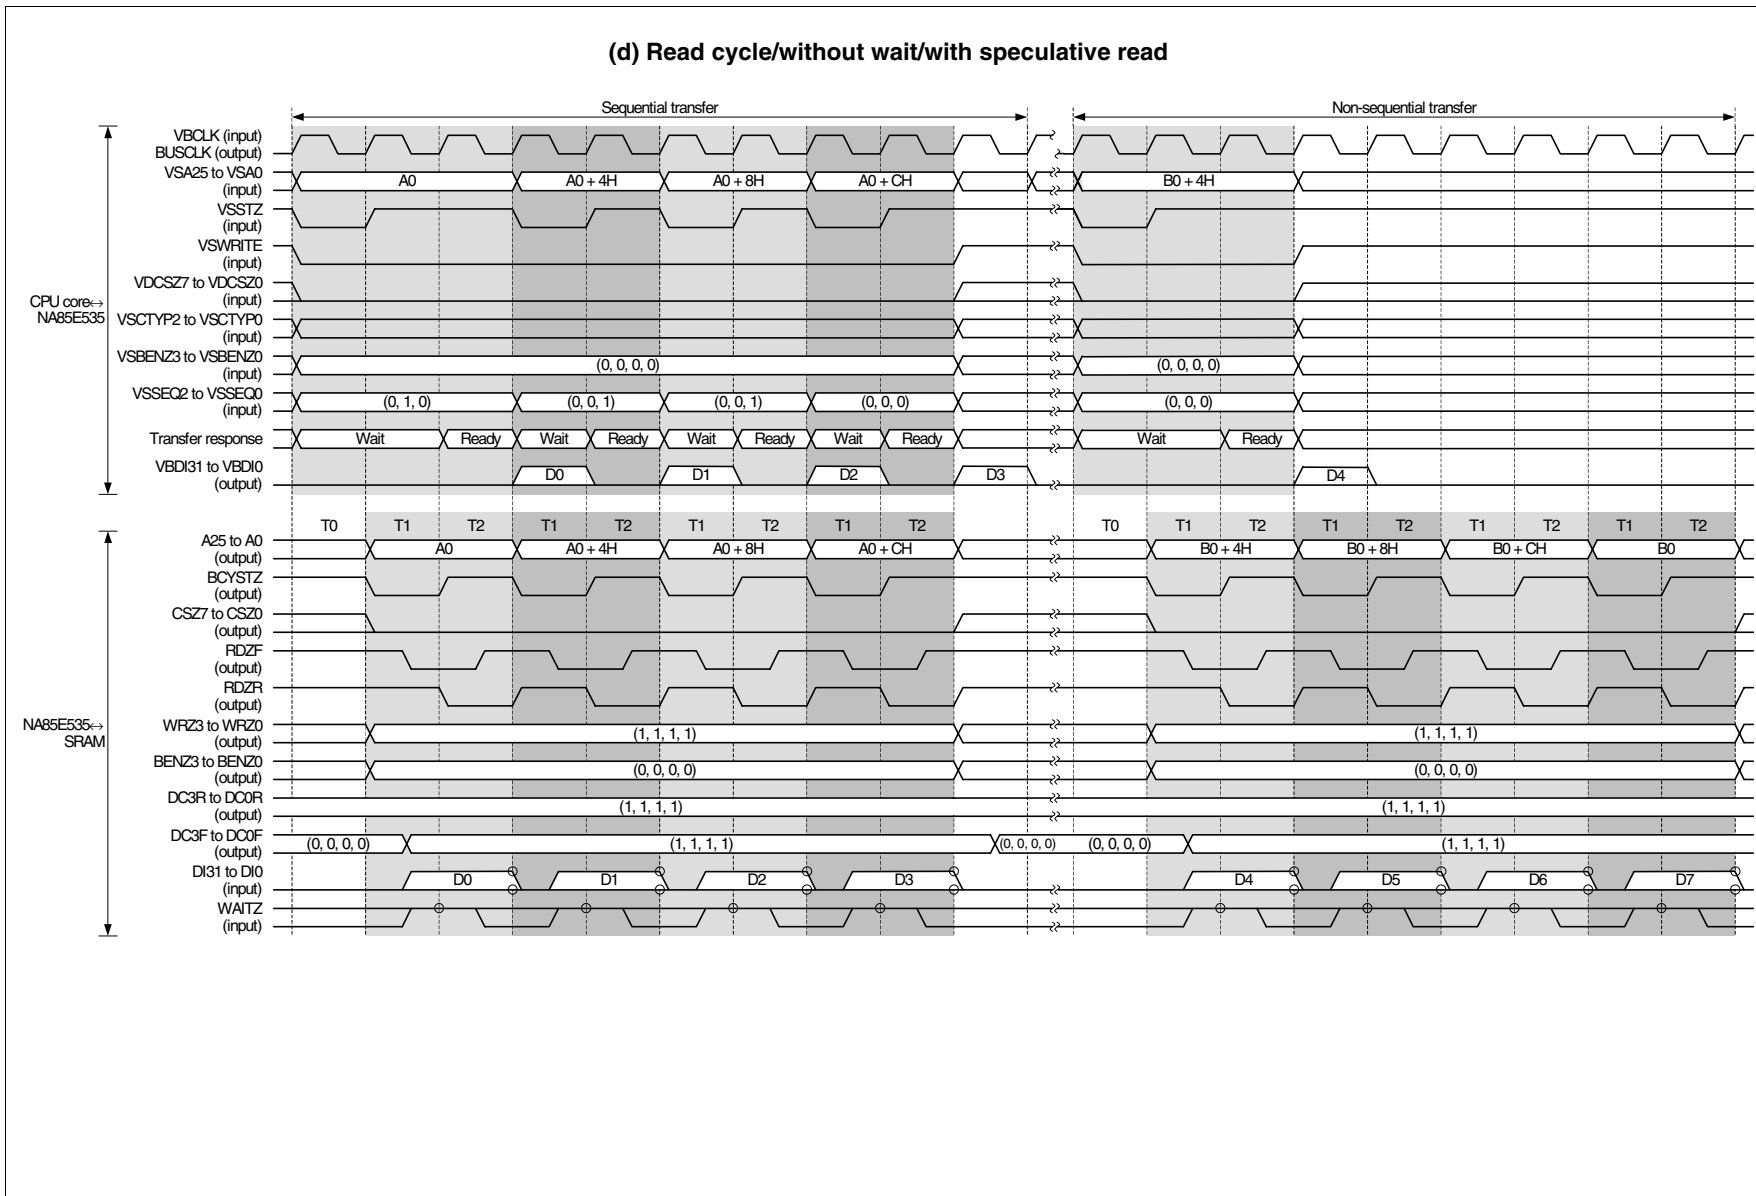 (d) Read cycle/without wait/with speculative read
Sequential transfer Non-sequential transfer
VBCLK (input)
BUSCLK (output)
VSA25 to VSA0
(input)
A0 A0 + 4H A0 + 8H A0 + CH B0 + 4H
VSSTZ
(input)
VSWRITE
(input)
VDCSZ7 to VDCSZ0
(input)
CPU core↔
NA85E535
VSCTYP2 to VSCTYP0
(input)
VSBENZ3 to VSBENZ0
(input)
(0, 0, 0, 0) (0, 0, 0, 0)
VSSEQ2 to VSSEQ0
(input)
(0, 1, 0) (0, 0, 1) (0, 0, 1) (0, 0, 0) (0, 0, 0)
Transfer response Wait Ready Wait Ready Wait Ready Wait Ready Wait Ready
VBDI31 to VBDI0
(output)
D0 D1 D2 D3 D4
T0 T1 T2 T1 T2 T1 T2 T1 T2 T0 T1 T2 T1 T2 T1 T2 T1 T2
A25 to A0
(output)
A0 A0 + 4H A0 + 8H A0 + CH B0 + 4H B0 + 8H B0 + CH B0
BCYSTZ
(output)
CSZ7 to CSZ0
(output)
RDZF
(output)
RDZR
(output)
NA85E535↔
SRAM
WRZ3 to WRZ0
(output)
(1, 1, 1, 1) (1, 1, 1, 1)
BENZ3 to BENZ0
(output)
(0, 0, 0, 0) (0, 0, 0, 0)
DC3R to DC0R
(output)
(1, 1, 1, 1) (1, 1, 1, 1)
DC3F to DC0F
(output)
(0, 0, 0, 0) (1, 1, 1, 1) (0, 0, 0, 0) (0, 0, 0, 0) (1, 1, 1, 1)
DI31 to DI0
(input)
D0 D1 D2 D3 D4 D5 D6 D7
WAITZ
(input)